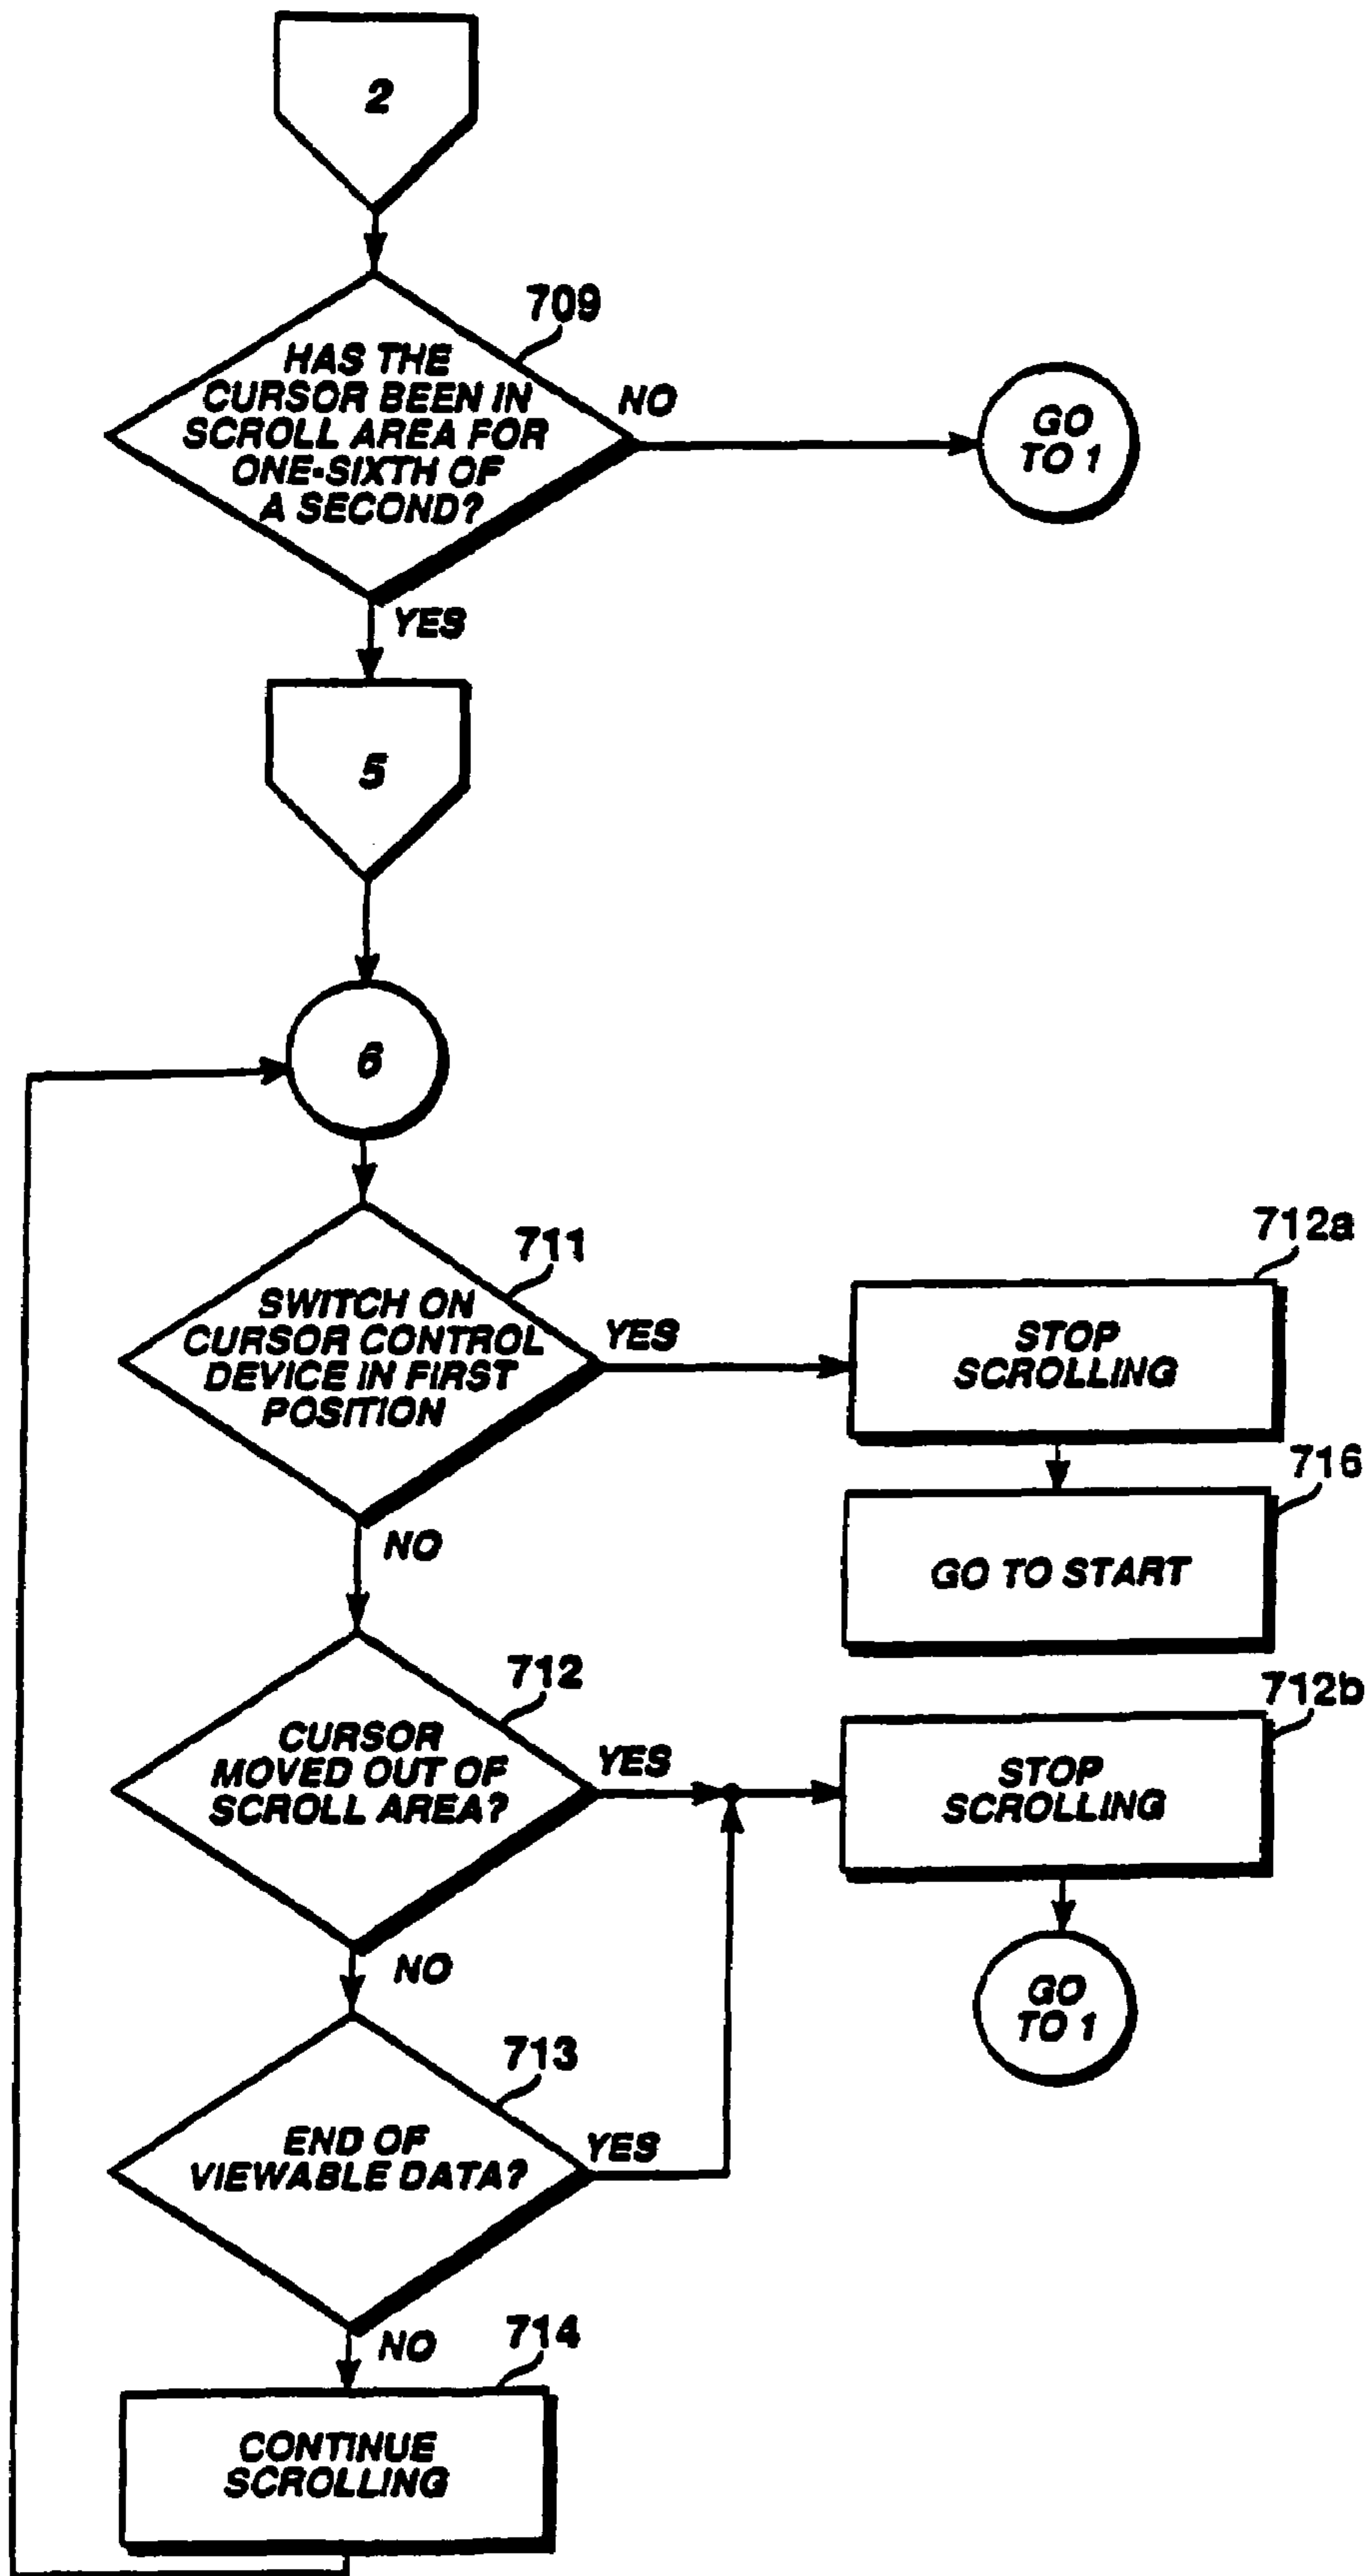 2
709
HAS THE
CURSOR BEEN IN
SCROLL AREA FOR
ONE-SIXTH OF
A SECOND?
NO
GO
TO 1
YES
5
6
711
SWITCH ON
CURSOR CONTROL
DEVICE IN FIRST
POSITION
YES
712a
STOP
SCROLLING
716
GO TO START
NO
712
CURSOR
MOVED OUT OF
SCROLL AREA?
YES
712b
STOP
SCROLLING
GO
TO 1
NO
713
END OF
VIEWABLE DATA?
YES
NO
714
CONTINUE
SCROLLING